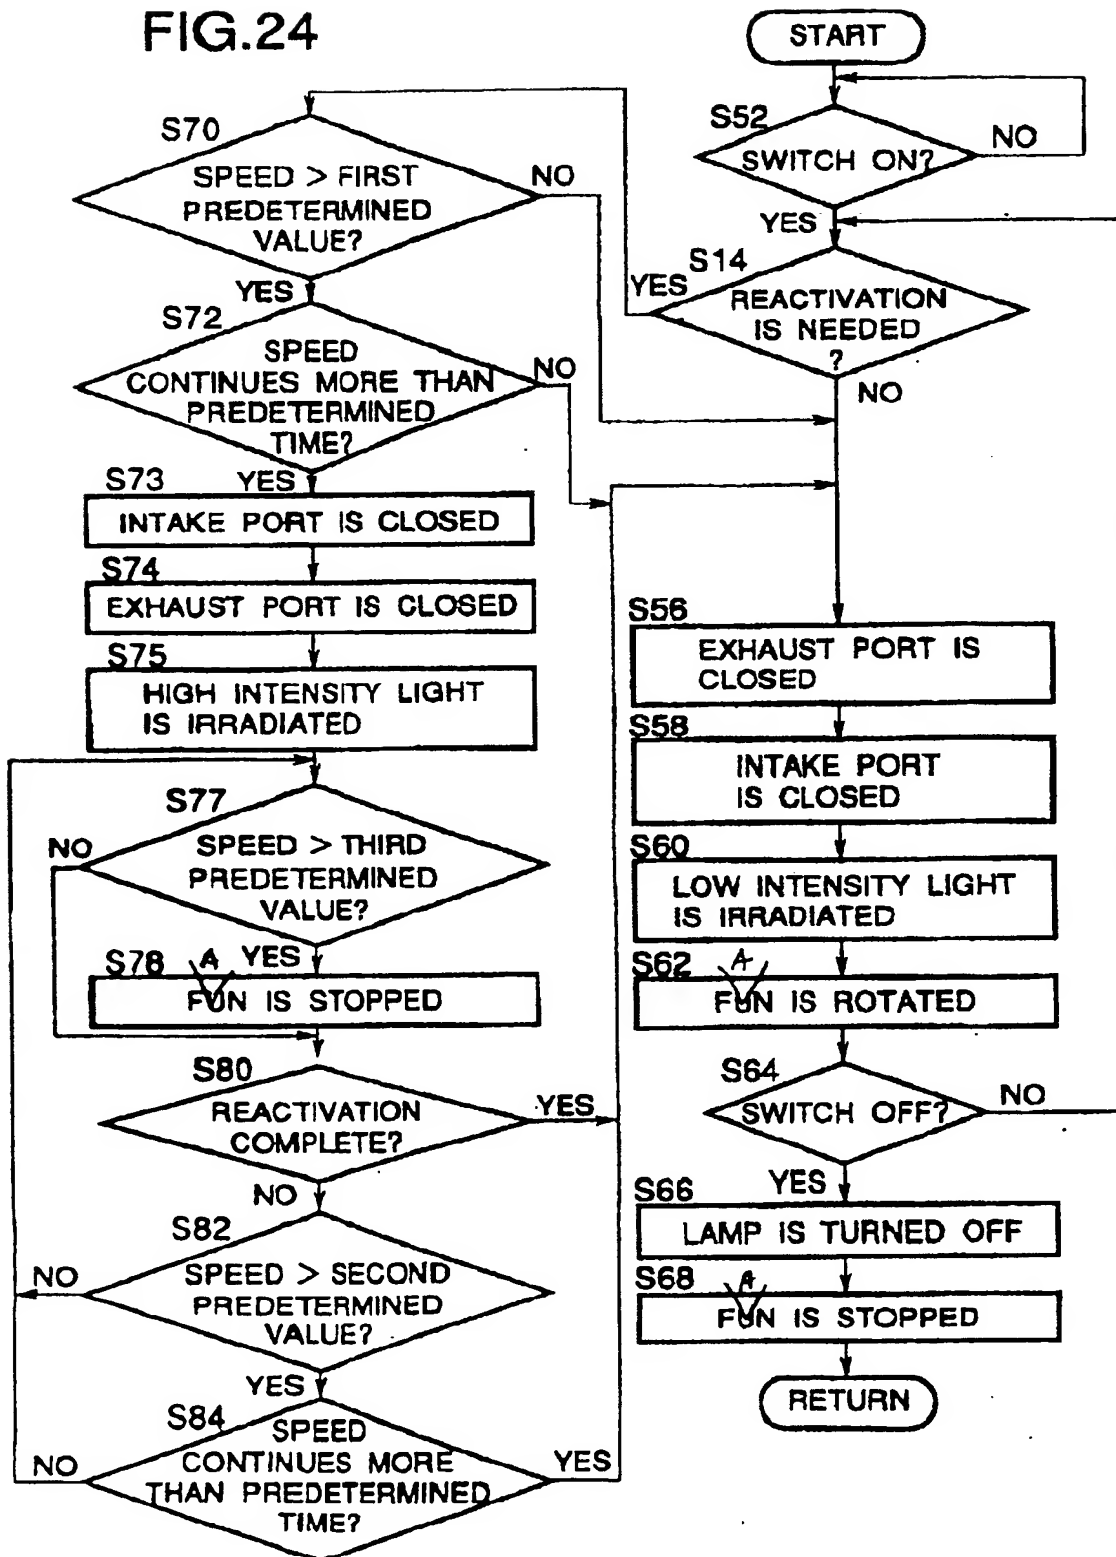 FIG.24
START
S52
SWITCH ON?
NO
YES
S14
YES
REACTIVATION
IS NEEDED
?
NO
S70
SPEED > FIRST
PREDETERMINED
VALUE?
NO
YES
S72
SPEED
CONTINUES MORE THAN
PREDETERMINED
TIME?
NO
YES
S73
INTAKE PORT IS CLOSED
S74
EXHAUST PORT IS CLOSED
S75
HIGH INTENSITY LIGHT
IS IRRADIATED
S77
NO
SPEED > THIRD
PREDETERMINED
VALUE?
YES
S78
A
FUN IS STOPPED
S80
REACTIVATION
COMPLETE?
YES
NO
S82
NO
SPEED > SECOND
PREDETERMINED
VALUE?
YES
S84
SPEED
CONTINUES MORE
THAN PREDETERMINED
TIME?
NO
YES
S56
EXHAUST PORT IS
CLOSED
S58
INTAKE PORT
IS CLOSED
S60
LOW INTENSITY LIGHT
IS IRRADIATED
S62
A
FUN IS ROTATED
S64
SWITCH OFF?
NO
YES
S66
LAMP IS TURNED OFF
S68
A
FUN IS STOPPED
RETURN